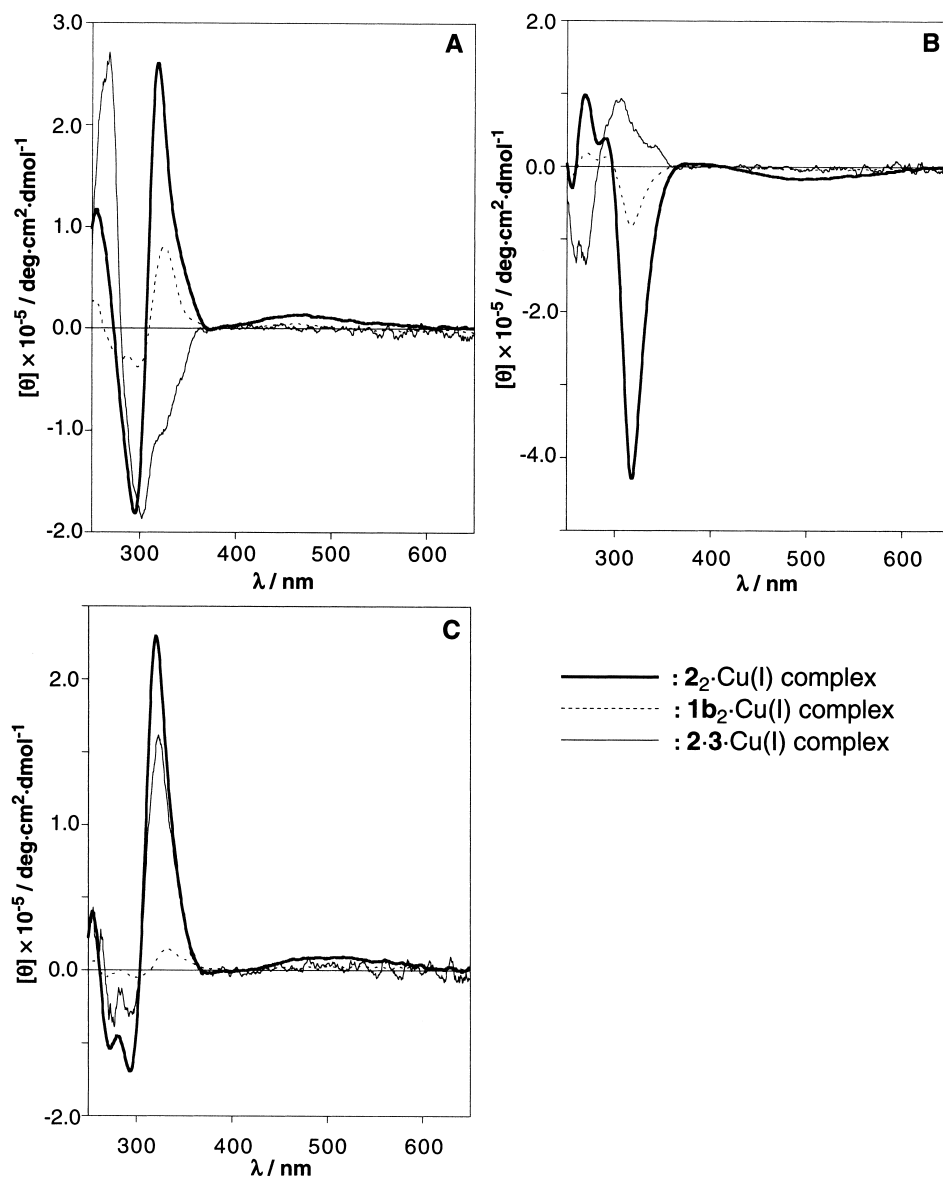 A
3.0
2.0
1.0
0.0
-1.0
-2.0
[θ] × 10⁻⁵ / deg·cm²·dmol⁻¹
300 400 500 600
λ / nm
B
2.0
0.0
-2.0
-4.0
[θ] × 10⁻⁵ / deg·cm²·dmol⁻¹
300 400 500 600
λ / nm
C
2.0
1.0
0.0
-2.0
[θ] × 10⁻⁵ / deg·cm²·dmol⁻¹
300 400 500 600
λ / nm
: 2₂·Cu(I) complex
: 1b₂·Cu(I) complex
: 2·3·Cu(I) complex